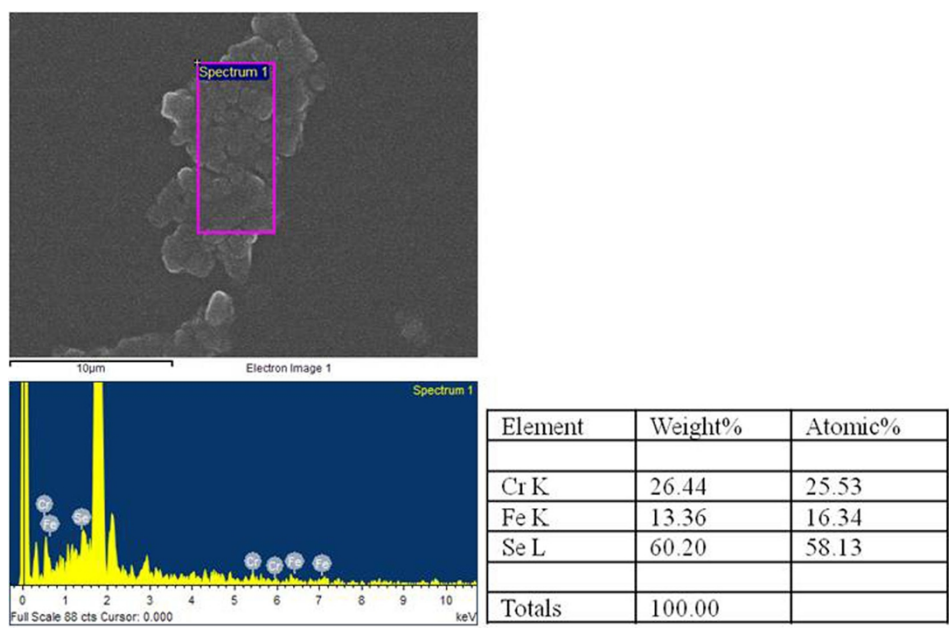 Spectrum 1
10µm Electron Image 1
Spectrum 1
Cr
Fe
Se
Cr
Cr
Fe
Fe
0 1 2 3 4 5 6 7 8 9 10
Full Scale 88 cts Cursor: 0.000 keV
Element Weight% Atomic%
Cr K 26.44 25.53
Fe K 13.36 16.34
Se L 60.20 58.13
Totals 100.00